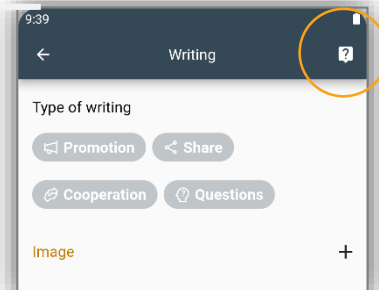 9:39
Writing
Type of writing
Promotion Share
Cooperation Questions
Image +